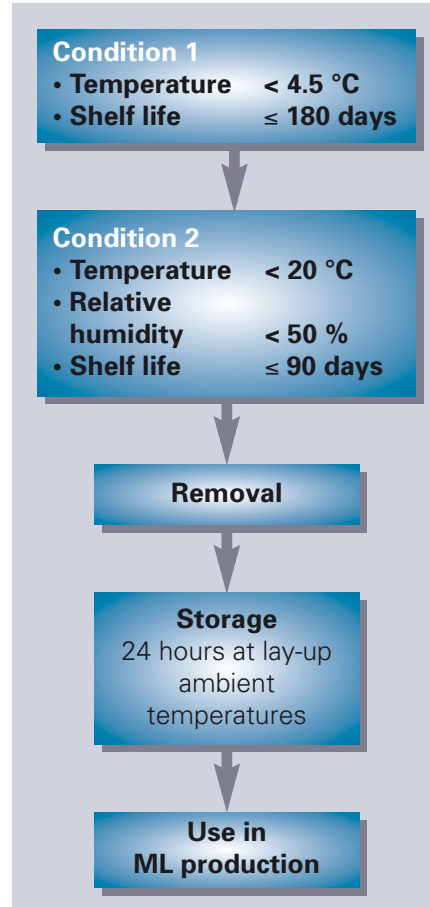 Condition 1
• Temperature < 4.5 °C
• Shelf life ≤ 180 days
Condition 2
• Temperature < 20 °C
• Relative
humidity < 50 %
• Shelf life ≤ 90 days
Removal
Storage
24 hours at lay-up
ambient
temperatures
Use in
ML production